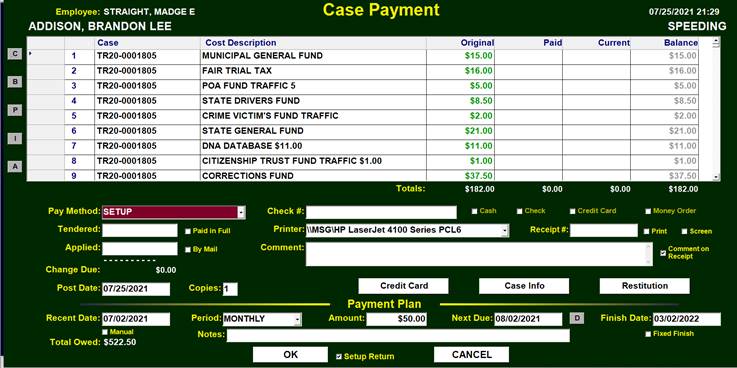 Employee: STRAIGHT, MADGE E Case Payment 07/25/2021 21:29
ADDISON, BRANDON LEE SPEEDING
Case Cost Description Original Paid Current Balance
C 1 TR20-0001805 MUNICIPAL GENERAL FUND $15.00 $15.00
2 TR20-0001805 FAIR TRIAL TAX $16.00 $16.00
B 3 TR20-0001805 POA FUND TRAFFIC 5 $5.00 $5.00
4 TR20-0001805 STATE DRIVERS FUND $8.50 $8.50
P 5 TR20-0001805 CRIME VICTIM'S FUND TRAFFIC $2.00 $2.00
6 TR20-0001805 STATE GENERAL FUND $21.00 $21.00
I 7 TR20-0001805 DNA DATABASE $11.00 $11.00 $11.00
8 TR20-0001805 CITIZENSHIP TRUST FUND TRAFFIC $1.00 $1.00 $1.00
A 9 TR20-0001805 CORRECTIONS FUND $37.50 $37.50
Totals: $182.00 $0.00 $0.00 $182.00
Pay Method: SETUP Check #: Cash Check Credit Card Money Order
Tendered: Paid in Full Printer: \\MSG\HP LaserJet 4100 Series PCL6 Receipt #: Print Screen
Applied: By Mail Comment: Comment on Receipt
Change Due: $0.00
Post Date: 07/25/2021 Copies: 1 Credit Card Case Info Restitution
Payment Plan
Recent Date: 07/02/2021 Period: MONTHLY Amount: $50.00 Next Due: 08/02/2021 D Finish Date: 03/02/2022
Manual Notes: Fixed Finish
Total Owed: $522.50
OK Setup Return CANCEL